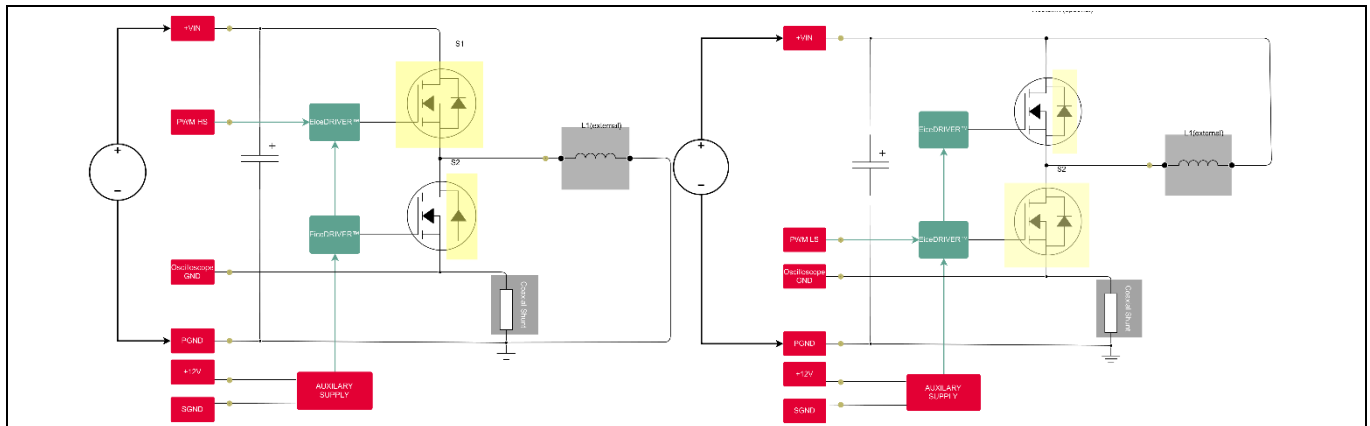 +VIN
S1
PWM HS
EiceDRIVER™
+
L1(external)
+
S2
−
EiceDRIVER™
Oscilloscope
GND
Coaxial Shunt
PGND
+12V
AUXILARY
SUPPLY
SGND
+VIN
EiceDRIVER™
+
L1(external)
+
S2
−
PWM LS
EiceDRIVER™
Oscilloscope
GND
Coaxial Shunt
PGND
+12V
AUXILARY
SUPPLY
SGND